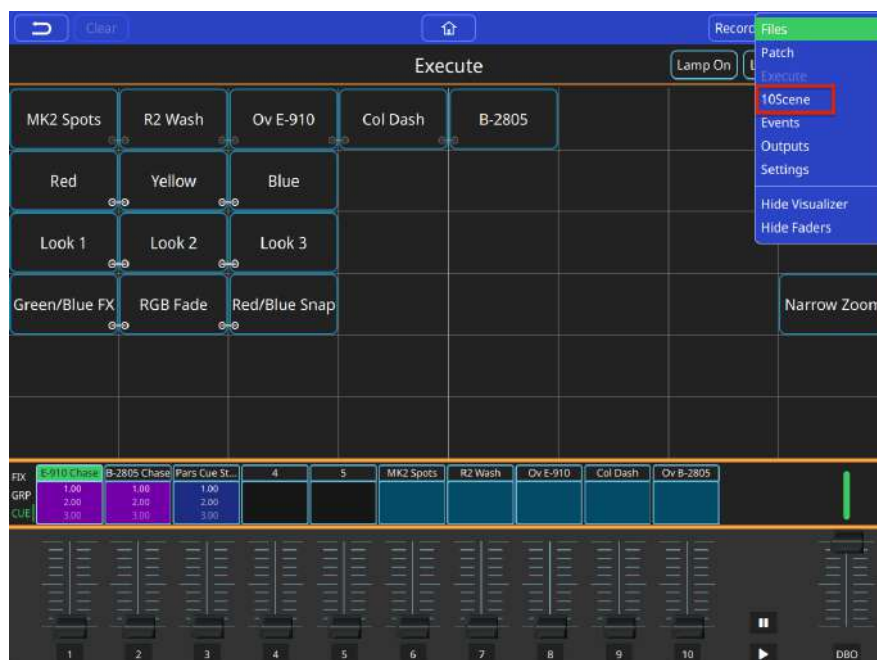 Clear
Record
Files
Patch
Execute
10Scene
Events
Outputs
Settings
Hide Visualizer
Hide Faders
Execute
Lamp On
MK2 Spots R2 Wash Ov E-910 Col Dash B-2805
Red Yellow Blue
Look 1 Look 2 Look 3
Green/Blue FX RGB Fade Red/Blue Snap Narrow Zoom
FIX E-910 Chase B-2805 Chase Pars Cue St... 4 5 MK2 Spots R2 Wash Ov E-910 Col Dash Ov B-2805
GRP 1.00 1.00 1.00
2.00 2.00 2.00
CUE 3.00 3.00 3.00
1 2 3 4 5 6 7 8 9 10 DBO